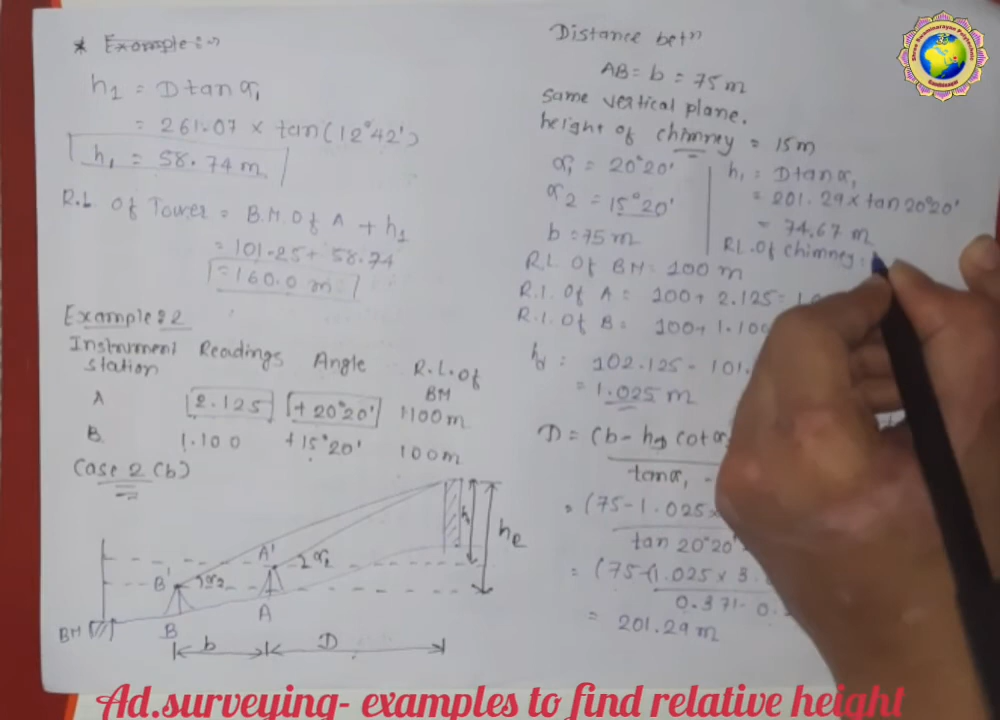 * Example:-
h1 = D tan α1
= 261.07 × tan(12°42')
h1 = 58.74 m
R.L. Of Tower = B.M. Of A + h1
= 101.25 + 58.74
= 160.0 m
Example: 2
Instrument station Readings Angle R.L. Of BM
A 2.125 +20°20' 100m
B 1.100 +15°20' 100m
Case 2 (b)
h1
he
A' α1
B' α2
A
BM B
b D
Distance betn
AB = b = 75 m
same vertical plane.
height of chimney = 15m
α1 = 20°20'
α2 = 15°20'
b = 75 m
h1 = D tan α1
= 201.29 × tan 20°20'
= 74.67 m
R.L. Of chimney =
R.L. Of BM = 100 m
R.L. Of A = 100 + 2.125 =
R.L. Of B = 100 + 1.100
hd = 102.125 - 101.
= 1.025 m
D = (b - hd cot α
tan α1 -
= (75 - 1.025 ×
tan 20°20'
= (75 - (1.025 × 3.
0.371 - 0.
= 201.29 m
Shree Swaminarayan Polytechnic
Gandhinagar
Ad.surveying- examples to find relative height